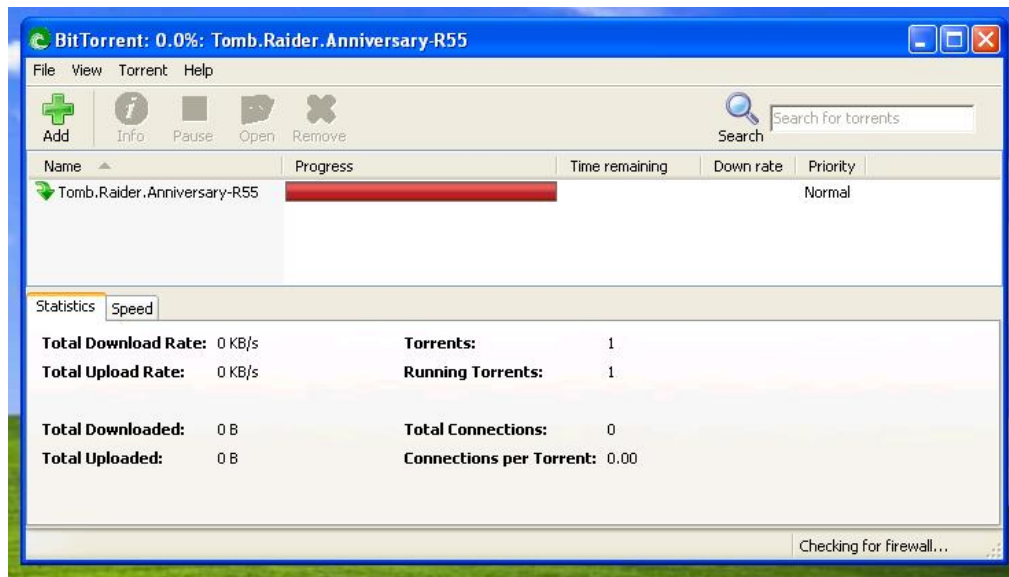 BitTorrent: 0.0%: Tomb.Raider.Anniversary-R55
File View Torrent Help
Add Info Pause Open Remove Search Search for torrents
Name Progress Time remaining Down rate Priority
Tomb.Raider.Anniversary-R55 Normal
Statistics Speed
Total Download Rate: 0 KB/s Torrents: 1
Total Upload Rate: 0 KB/s Running Torrents: 1
Total Downloaded: 0 B Total Connections: 0
Total Uploaded: 0 B Connections per Torrent: 0.00
Checking for firewall...